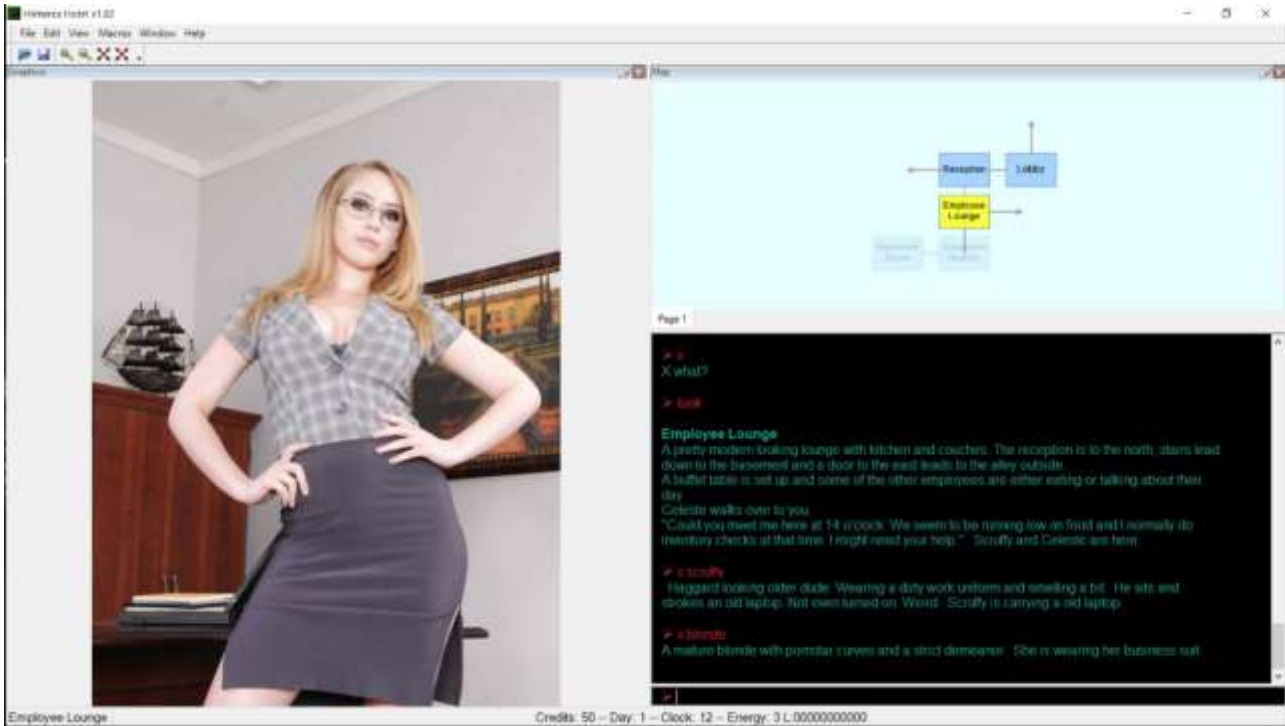 Himeros Hotel v1.02
File Edit View Macros Window Help
Graphics
Map
Reception
Lobby
Employee
Lounge
Page 1
➢ x
X what?
➢ look
Employee Lounge
A pretty modern looking lounge with kitchen and couches. The reception is to the north, stairs lead
down to the basement and a door to the east leads to the alley outside.
A buffet table is set up and some of the other employees are either eating or talking about their
day.
Celeste walks over to you.
"Could you meet me here at 14 o'clock. We seem to be running low on food and I normally do
inventory checks at that time. I might need your help." Scruffy and Celeste are here.
➢ x scruffy
Haggard looking older dude. Wearing a dirty work uniform and smelling a bit. He sits and
strokes an old laptop. Not even turned on. Weird. Scruffy is carrying a old laptop.
➢ x blonde
A mature blonde with pornstar curves and a strict demeanor. She is wearing her business suit.
➢
Employee Lounge
Credits: 50 -- Day: 1 -- Clock: 12 -- Energy: 3 L:00000000000